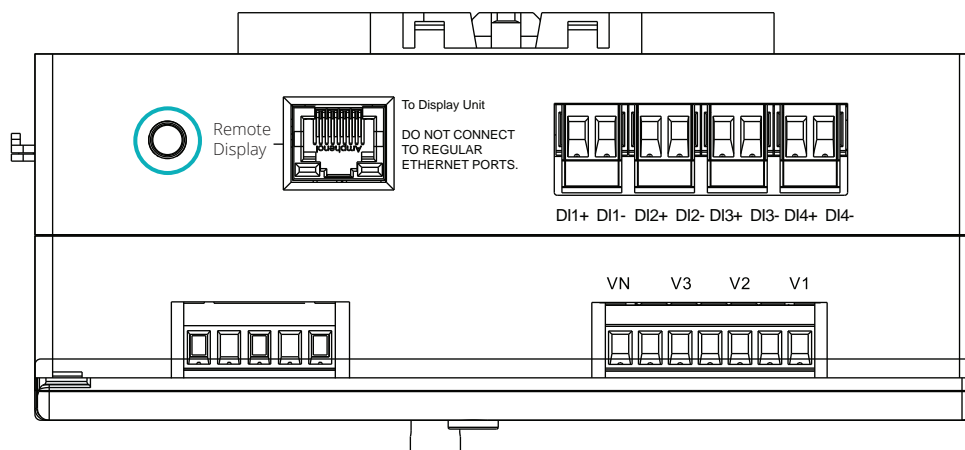 Remote
Display
To Display Unit
DO NOT CONNECT
TO REGULAR
ETHERNET PORTS.
Amphenol
DI1+ DI1- DI2+ DI2- DI3+ DI3- DI4+ DI4-
VN V3 V2 V1